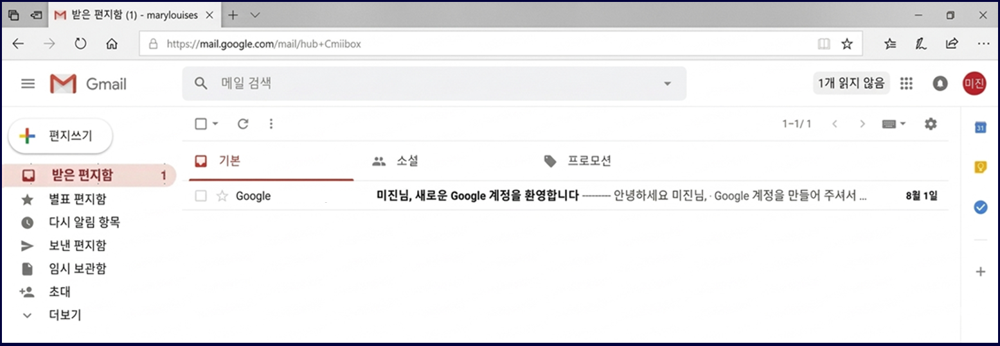 받은 편지함 (1) - marylouises
https://mail.google.com/mail/hub+Cmiibox
Gmail
메일 검색
1개 읽지 않음
미진
편지쓰기
1-1/ 1
31
받은 편지함 1
기본 소셜 프로모션
Google 미진님, 새로운 Google 계정을 환영합니다 --------- 안녕하세요 미진님, · Google 계정을 만들어 주셔서 ... 8월 1일
별표 편지함
다시 알림 항목
보낸 편지함
임시 보관함
초대
더보기